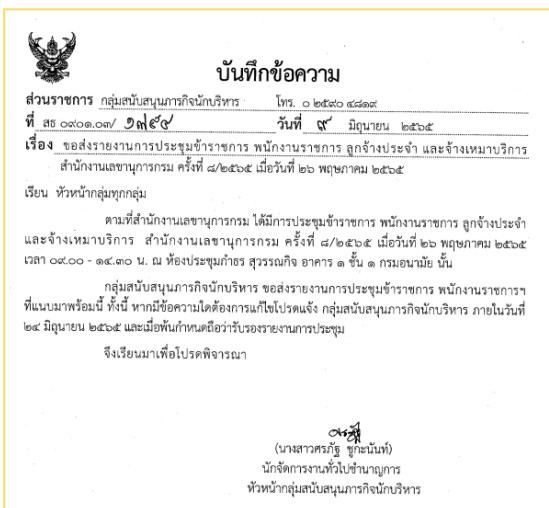 บันทึกข้อความ
ส่วนราชการ กลุ่มสนับสนุนภารกิจนักบริหาร โทร. ๐ ๒๕๙๐ ๔๘๑๙
ที่ สธ ๐๙๐๑.๐๗/ วันที่ ๙ มิถุนายน ๒๕๖๕
เรื่อง ขอส่งรายงานการประชุมข้าราชการ พนักงานราชการ ลูกจ้างประจำ และจ้างเหมาบริการ
สำนักงานเลขานุการกรม ครั้งที่ ๘/๒๕๖๕ เมื่อวันที่ ๒๖ พฤษภาคม ๒๕๖๕
เรียน หัวหน้ากลุ่มทุกกลุ่ม
ตามที่สำนักงานเลขานุการกรม ได้มีการประชุมข้าราชการ พนักงานราชการ ลูกจ้างประจำ
และจ้างเหมาบริการ สำนักงานเลขานุการกรม ครั้งที่ ๘/๒๕๖๕ เมื่อวันที่ ๒๖ พฤษภาคม ๒๕๖๕
เวลา ๐๙.๐๐ - ๑๔.๓๐ น. ณ ห้องประชุมกำธร สุวรรณกิจ อาคาร ๑ ชั้น ๑ กรมอนามัย นั้น
กลุ่มสนับสนุนภารกิจนักบริหาร ขอส่งรายงานการประชุมข้าราชการ พนักงานราชการฯ
ที่แนบมาพร้อมนี้ ทั้งนี้ หากมีข้อความใดต้องการแก้ไขโปรดแจ้ง กลุ่มสนับสนุนภารกิจนักบริหาร ภายในวันที่
๒๔ มิถุนายน ๒๕๖๕ และเมื่อพ้นกำหนดถือว่ารับรองรายงานการประชุม
จึงเรียนมาเพื่อโปรดพิจารณา
(นางสาวศรภัฐ ชูกะนันท์)
นักจัดการงานทั่วไปชำนาญการ
หัวหน้ากลุ่มสนับสนุนภารกิจนักบริหาร